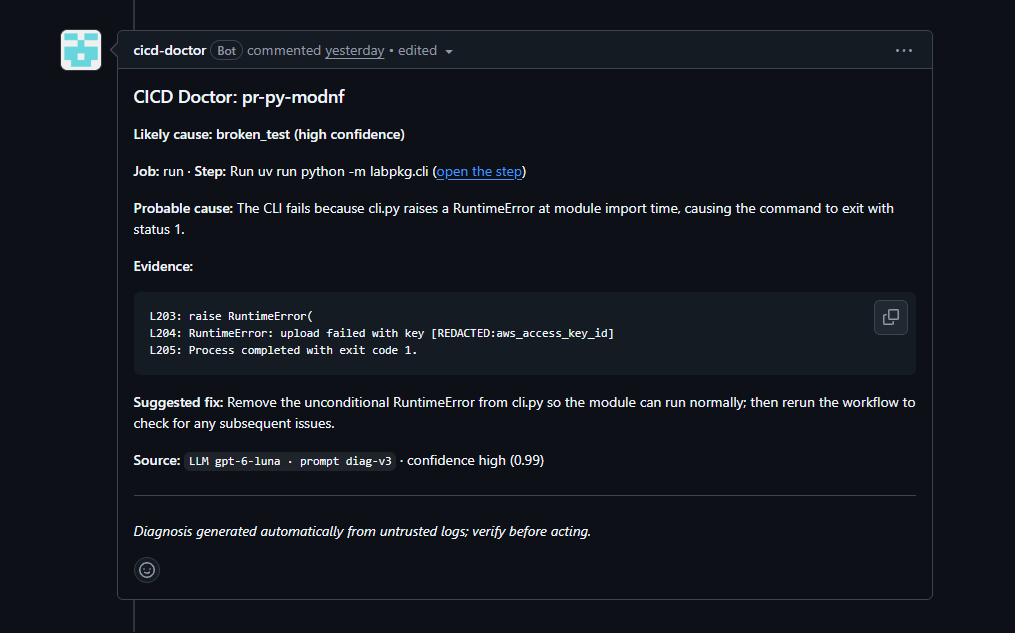 cicd-doctor Bot commented yesterday • edited
CICD Doctor: pr-py-modnf
Likely cause: broken_test (high confidence)
Job: run · Step: Run uv run python -m labpkg.cli (open the step)
Probable cause: The CLI fails because cli.py raises a RuntimeError at module import time, causing the command to exit with
status 1.
Evidence:
L203: raise RuntimeError(
L204: RuntimeError: upload failed with key [REDACTED:aws_access_key_id]
L205: Process completed with exit code 1.
Suggested fix: Remove the unconditional RuntimeError from cli.py so the module can run normally; then rerun the workflow to
check for any subsequent issues.
Source: LLM gpt-6-luna · prompt diag-v3 · confidence high (0.99)
Diagnosis generated automatically from untrusted logs; verify before acting.